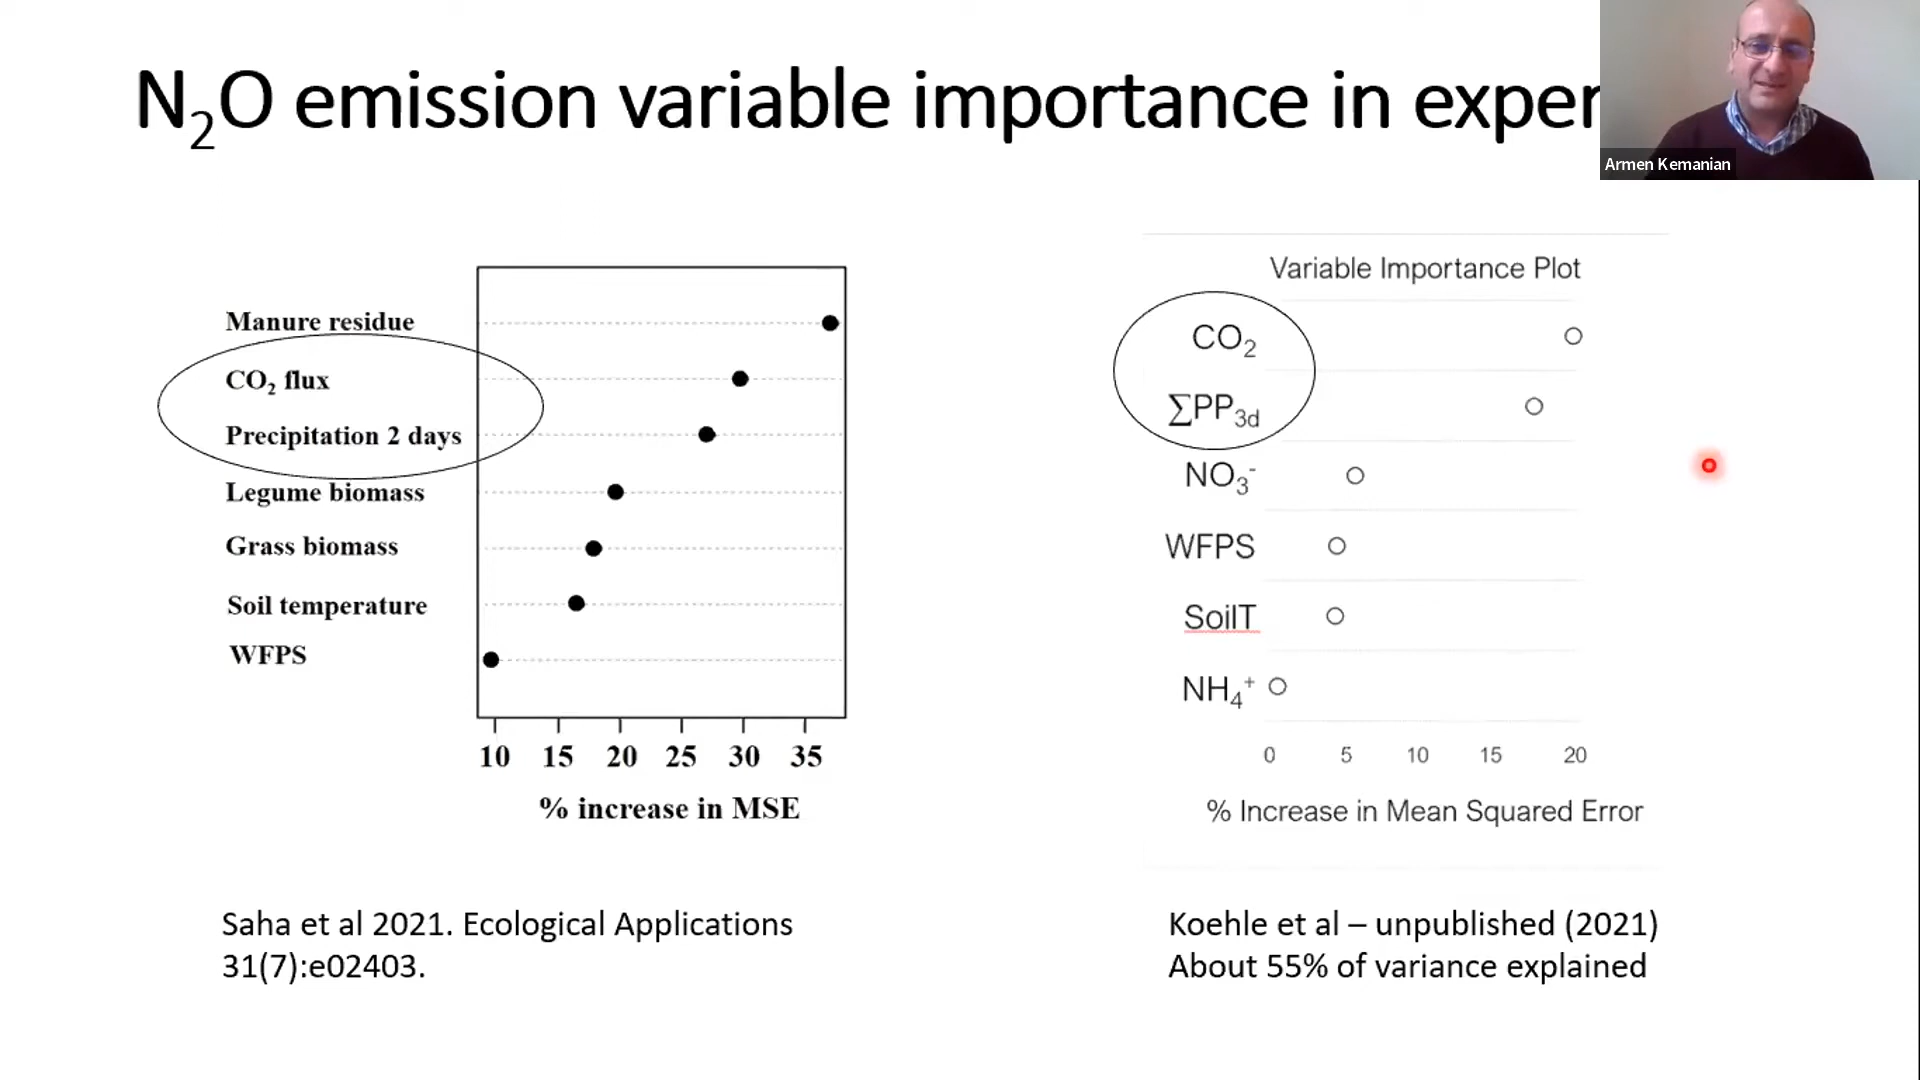 N₂O emission variable importance in exper
Armen Kemanian
Manure residue
CO₂ flux
Precipitation 2 days
Legume biomass
Grass biomass
Soil temperature
WFPS
10 15 20 25 30 35
% increase in MSE
Saha et al 2021. Ecological Applications
31(7):e02403.
Variable Importance Plot
CO₂
∑PP₃d
NO₃⁻
WFPS
SoilT
NH₄⁺
0 5 10 15 20
% Increase in Mean Squared Error
Koehle et al – unpublished (2021)
About 55% of variance explained